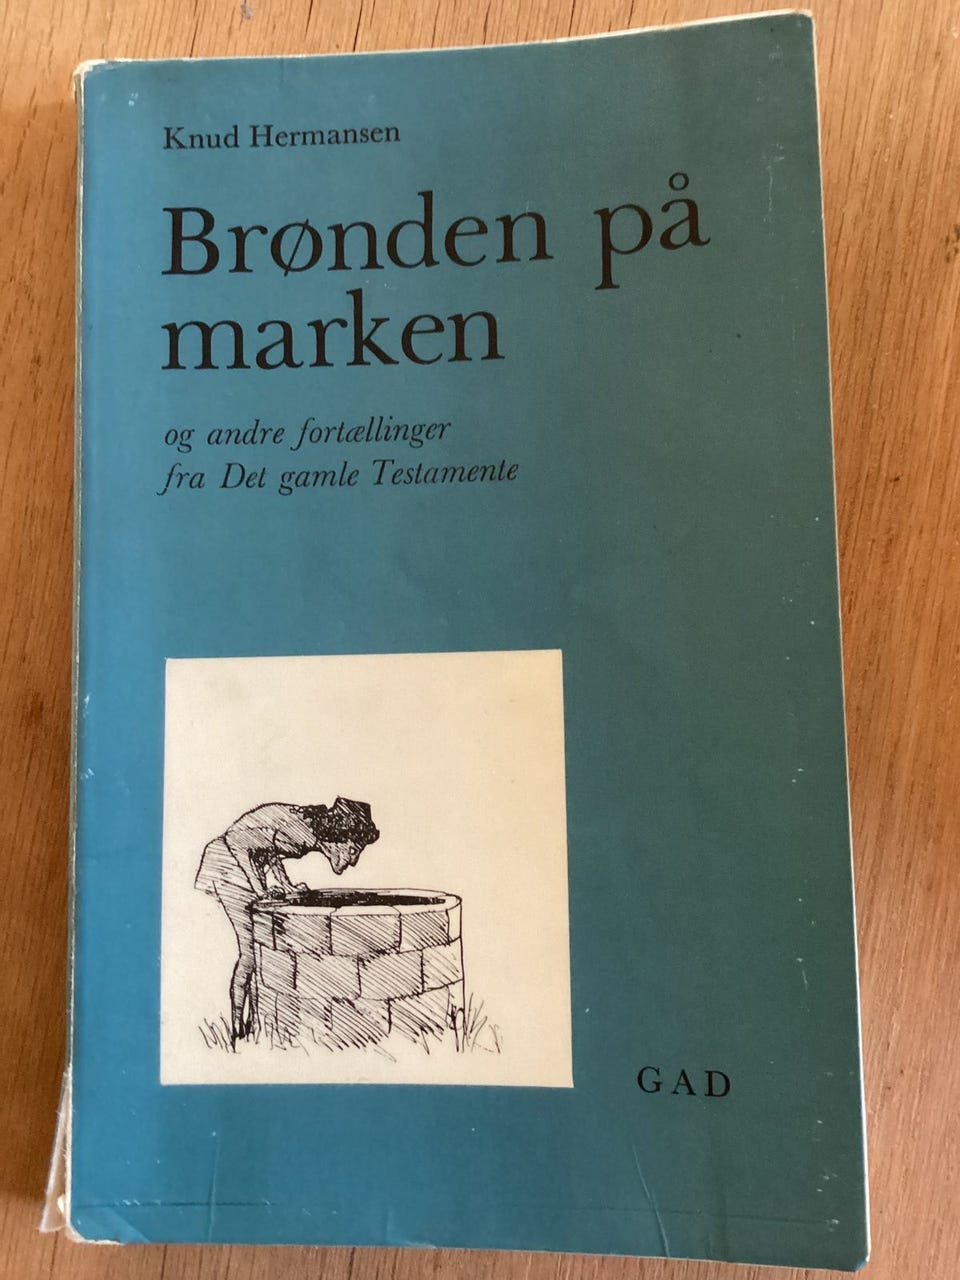 Knud Hermansen
Brønden på
marken
og andre fortællinger
fra Det gamle Testamente
GAD